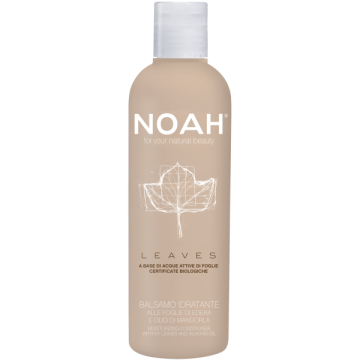 NOAH®
for your natural beauty
LEAVES
A BASE DI ACQUE ATTIVE DI FOGLIE
CERTIFICATE BIOLOGICHE
BALSAMO IDRATANTE
ALLE FOGLIE DI EDERA
E OLIO DI MANDORLA